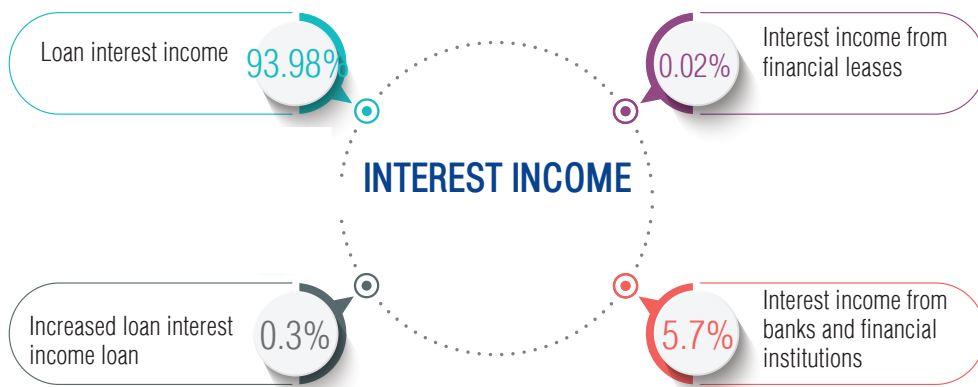 Loan interest income
93.98%
0.02%
Interest income from
financial leases
INTEREST INCOME
Increased loan interest
income loan
0.3%
5.7%
Interest income from
banks and financial
institutions